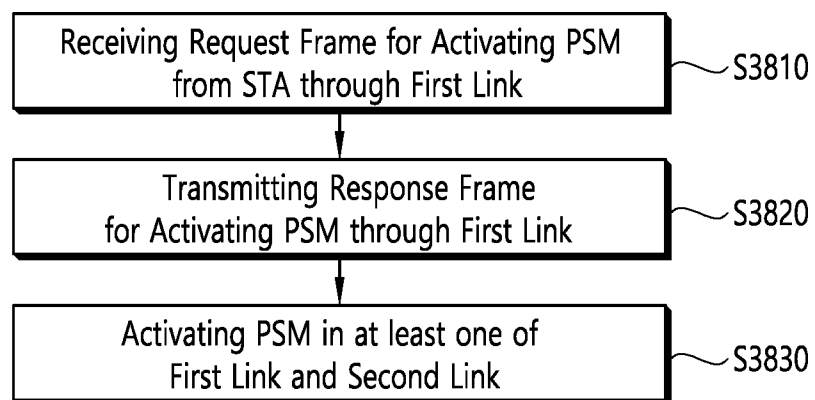 Receiving Request Frame for Activating PSM
from STA through First Link
S3810
Transmitting Response Frame
for Activating PSM through First Link
S3820
Activating PSM in at least one of
First Link and Second Link
S3830